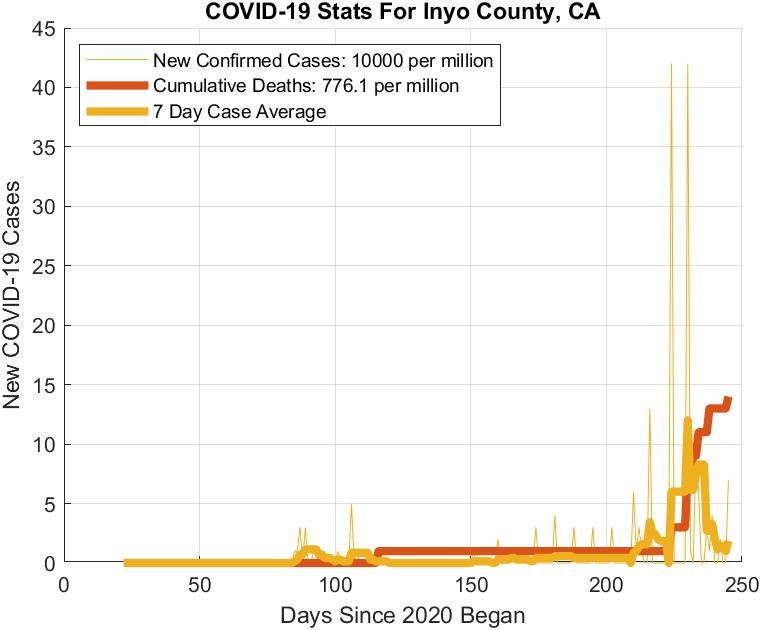 COVID-19 Stats For Inyo County, CA
New Confirmed Cases: 10000 per million
Cumulative Deaths: 776.1 per million
7 Day Case Average
New COVID-19 Cases
45
40
35
30
25
20
15
10
5
0
0
50
100
150
200
250
Days Since 2020 Began